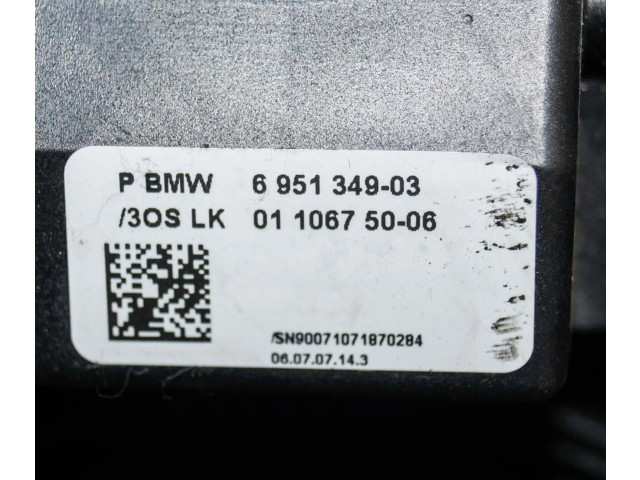 P BMW 6 951 349-03
/3OS LK 01 1067 50-06
/SN90071071870284
06.07.07.14.3